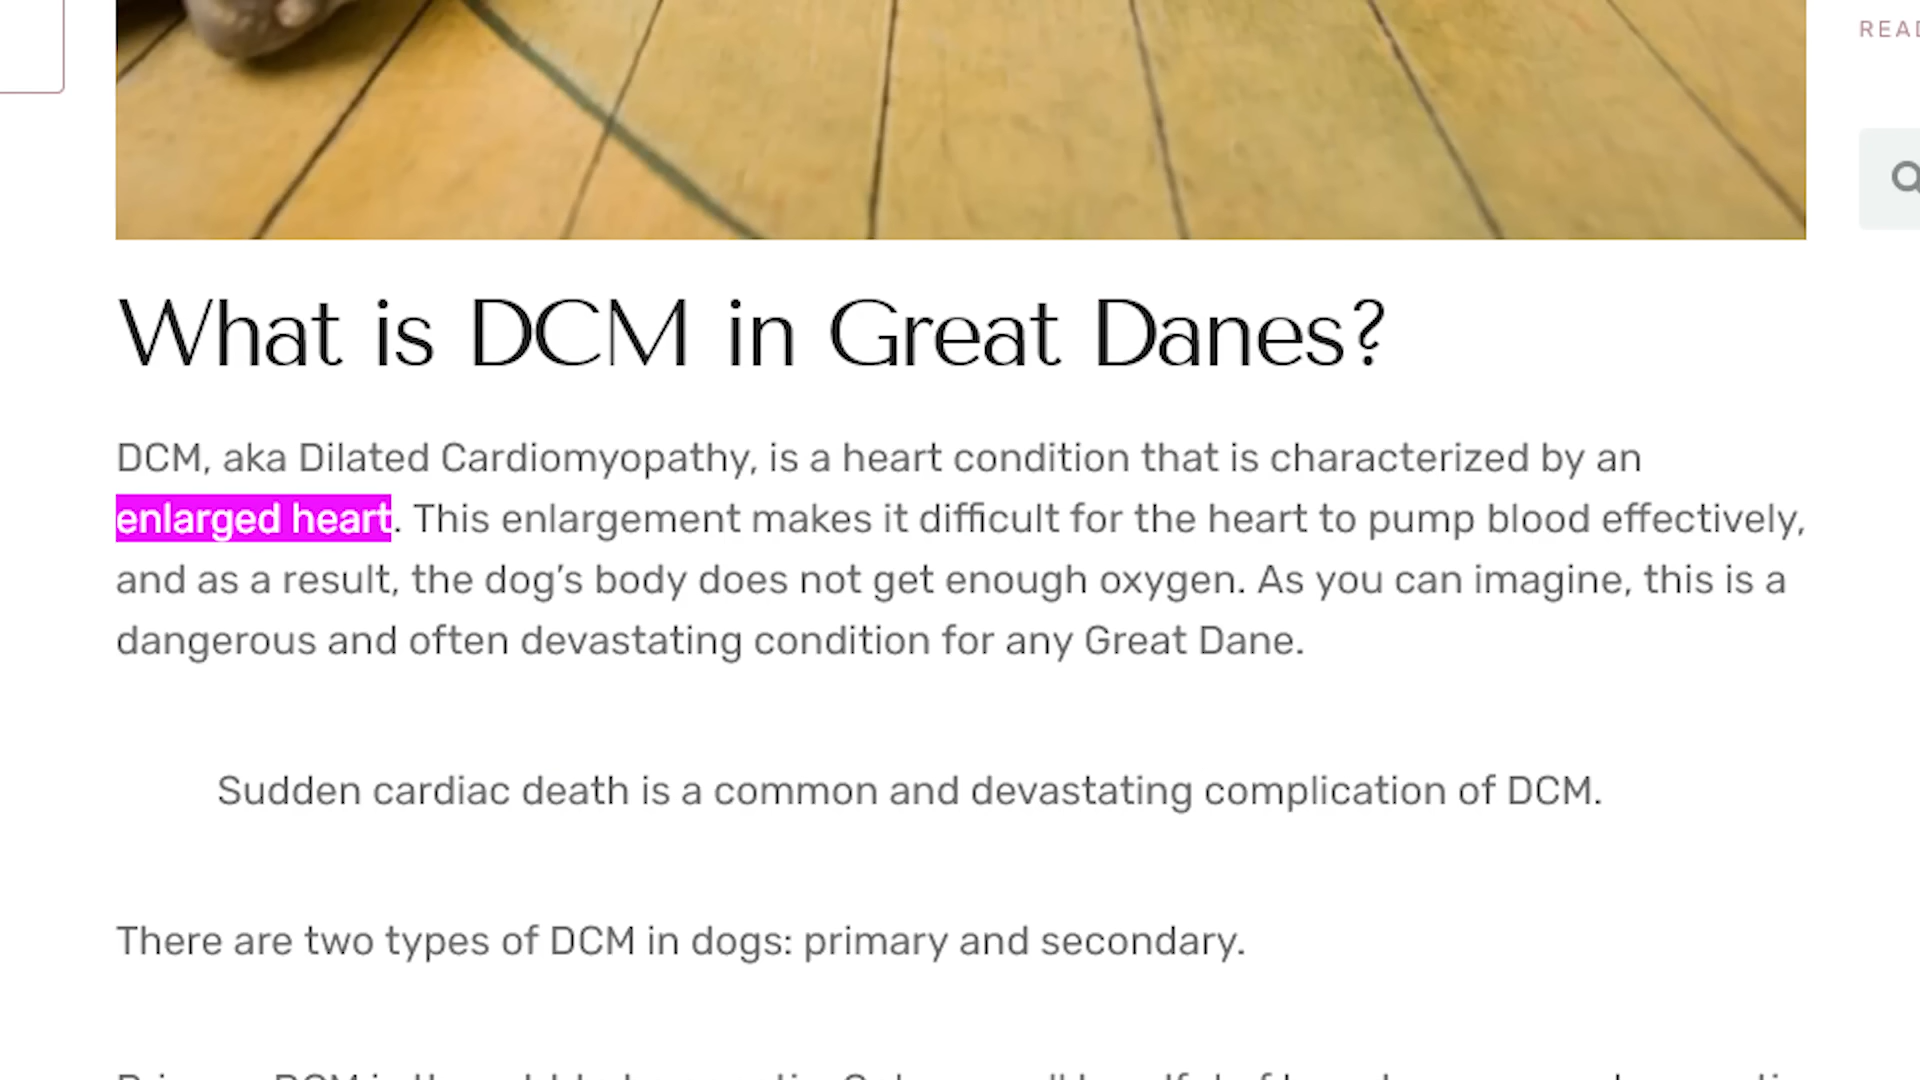 READ
What is DCM in Great Danes?
DCM, aka Dilated Cardiomyopathy, is a heart condition that is characterized by an
enlarged heart. This enlargement makes it difficult for the heart to pump blood effectively,
and as a result, the dog’s body does not get enough oxygen. As you can imagine, this is a
dangerous and often devastating condition for any Great Dane.
Sudden cardiac death is a common and devastating complication of DCM.
There are two types of DCM in dogs: primary and secondary.